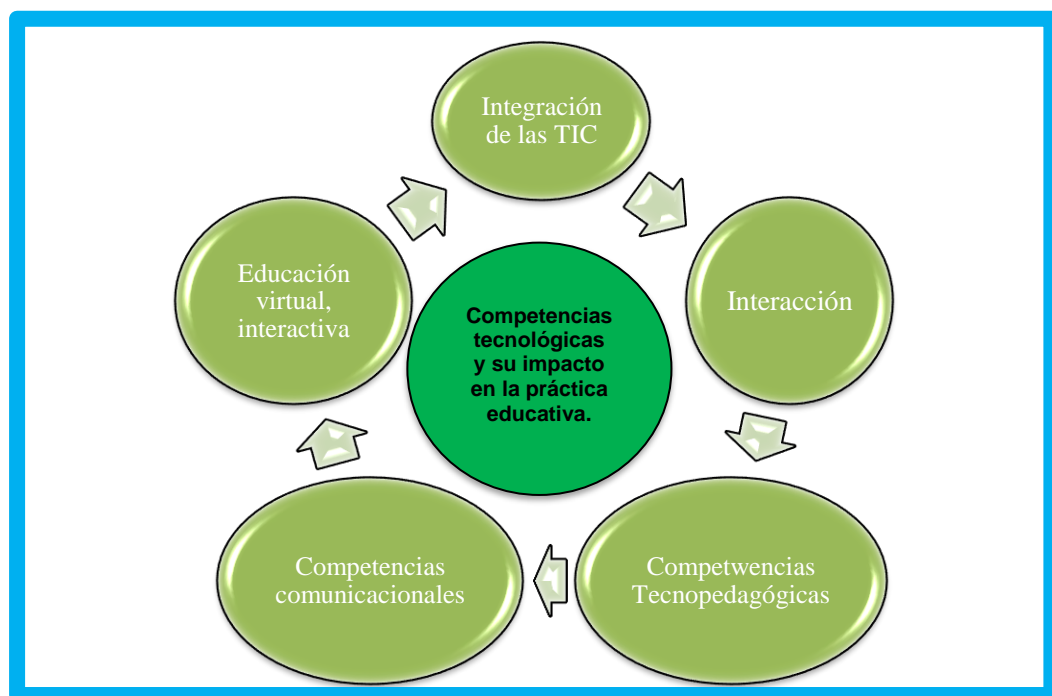 Integración
de las TIC
Interacción
Competwencias
Tecnopedagógicas
Competencias
comunicacionales
Educación
virtual,
interactiva
Competencias
tecnológicas
y su impacto
en la práctica
educativa.